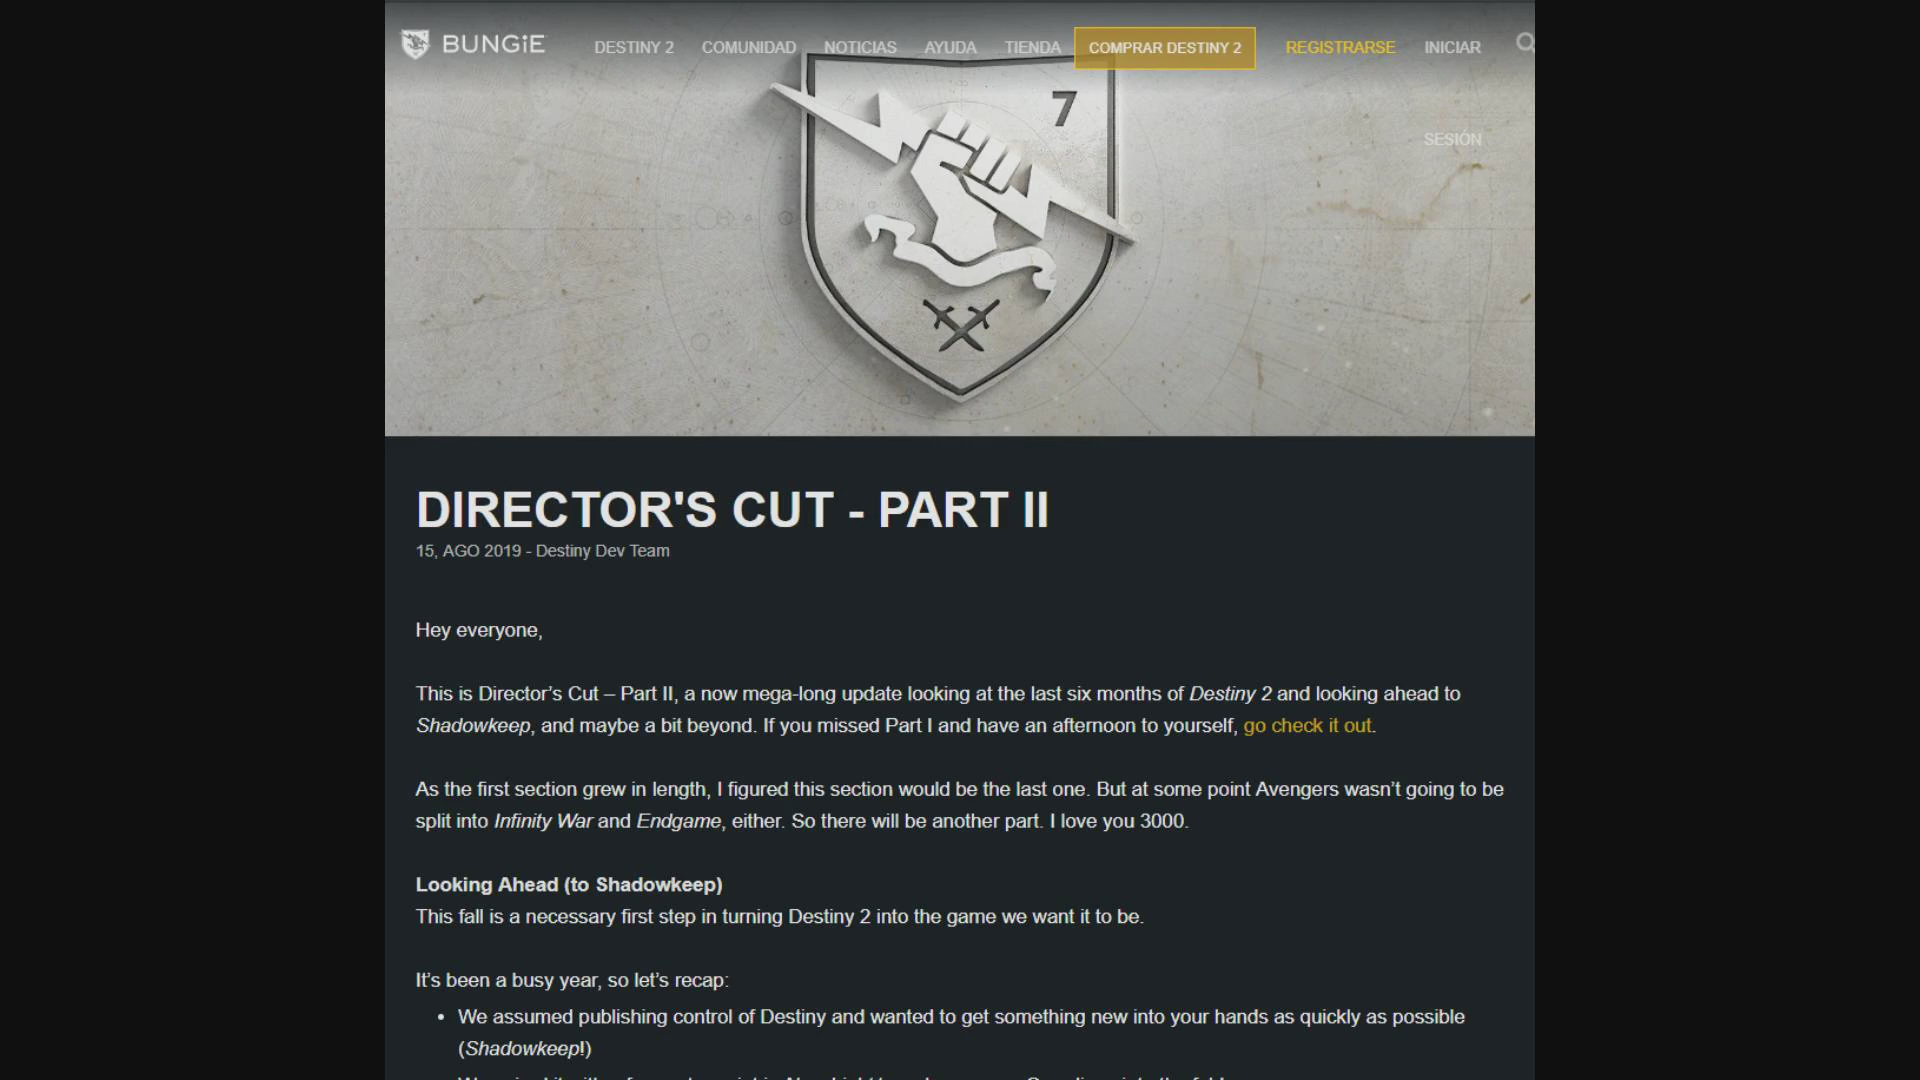 BUNGiE
DESTINY 2
COMUNIDAD
NOTICIAS
AYUDA
TIENDA
COMPRAR DESTINY 2
REGISTRARSE
INICIAR
SESIÓN
7
DIRECTOR'S CUT - PART II
15, AGO 2019 - Destiny Dev Team
Hey everyone,
This is Director’s Cut – Part II, a now mega-long update looking at the last six months of Destiny 2 and looking ahead to
Shadowkeep, and maybe a bit beyond. If you missed Part I and have an afternoon to yourself, go check it out.
As the first section grew in length, I figured this section would be the last one. But at some point Avengers wasn’t going to be
split into Infinity War and Endgame, either. So there will be another part. I love you 3000.
Looking Ahead (to Shadowkeep)
This fall is a necessary first step in turning Destiny 2 into the game we want it to be.
It’s been a busy year, so let’s recap:
• We assumed publishing control of Destiny and wanted to get something new into your hands as quickly as possible
(Shadowkeep!)